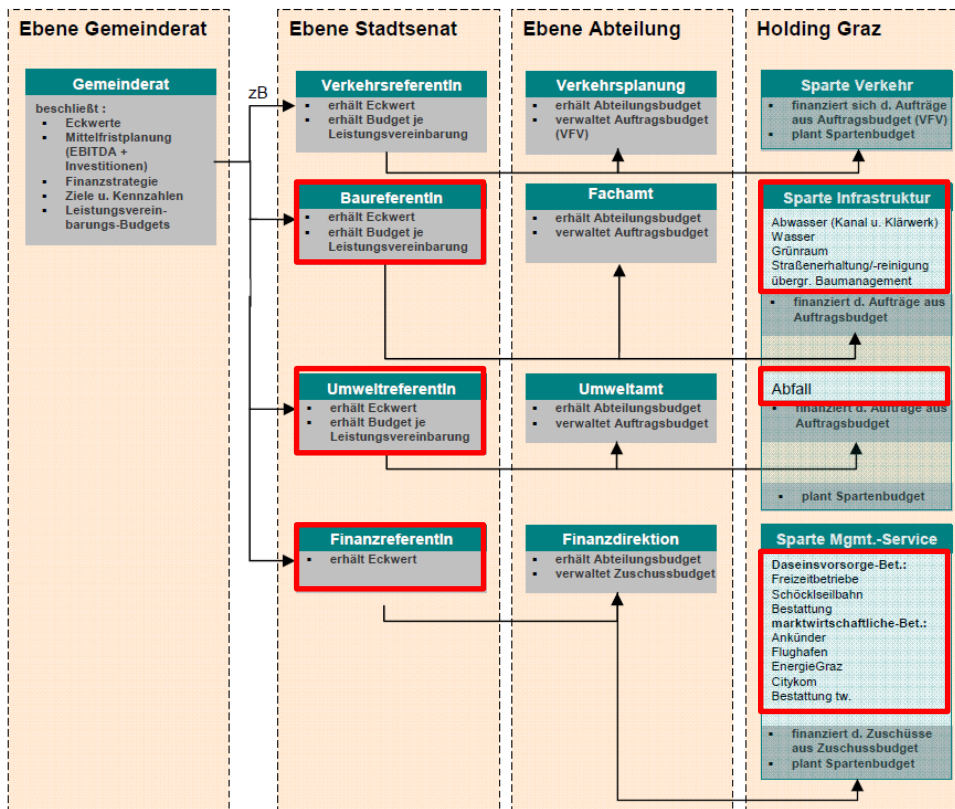 Ebene Gemeinderat
Gemeinderat
beschließt :
▪ Eckwerte
▪ Mittelfristplanung
(EBITDA +
Investitionen)
▪ Finanzstrategie
▪ Ziele u. Kennzahlen
▪ Leistungsverein-
barungs-Budgets
zB
Ebene Stadtsenat
VerkehrsreferentIn
▪ erhält Eckwert
▪ erhält Budget je
Leistungsvereinbarung
BaureferentIn
▪ erhält Eckwert
▪ erhält Budget je
Leistungsvereinbarung
UmweltreferentIn
▪ erhält Eckwert
▪ erhält Budget je
Leistungsvereinbarung
FinanzreferentIn
▪ erhält Eckwert
Ebene Abteilung
Verkehrsplanung
▪ erhält Abteilungsbudget
▪ verwaltet Auftragsbudget
(VFV)
Fachamt
▪ erhält Abteilungsbudget
▪ verwaltet Auftragsbudget
Umweltamt
▪ erhält Abteilungsbudget
▪ verwaltet Auftragsbudget
Finanzdirektion
▪ erhält Abteilungsbudget
▪ verwaltet Zuschussbudget
Holding Graz
Sparte Verkehr
▪ finanziert sich d. Aufträge
aus Auftragsbudget (VFV)
▪ plant Spartenbudget
Sparte Infrastruktur
Abwasser (Kanal u. Klärwerk)
Wasser
Grünraum
Straßenerhaltung/-reinigung
übergr. Baumanagement
▪ finanziert d. Aufträge aus
Auftragsbudget
Abfall
▪ finanziert d. Aufträge aus
Auftragsbudget
▪ plant Spartenbudget
Sparte Mgmt.-Service
Daseinsvorsorge-Bet.:
Freizeitbetriebe
Schöcklseilbahn
Bestattung
marktwirtschaftliche-Bet.:
Ankünder
Flughafen
EnergieGraz
Citykom
Bestattung tw.
▪ finanziert d. Zuschüsse
aus Zuschussbudget
▪ plant Spartenbudget